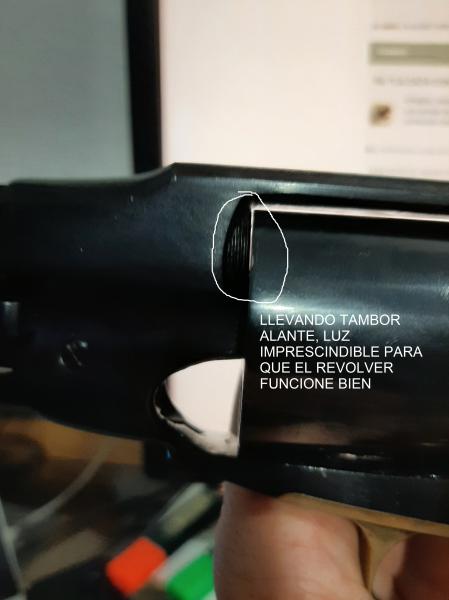 LLEVANDO TAMBOR
ALANTE, LUZ
IMPRESCINDIBLE PARA
QUE EL REVOLVER
FUNCIONE BIEN